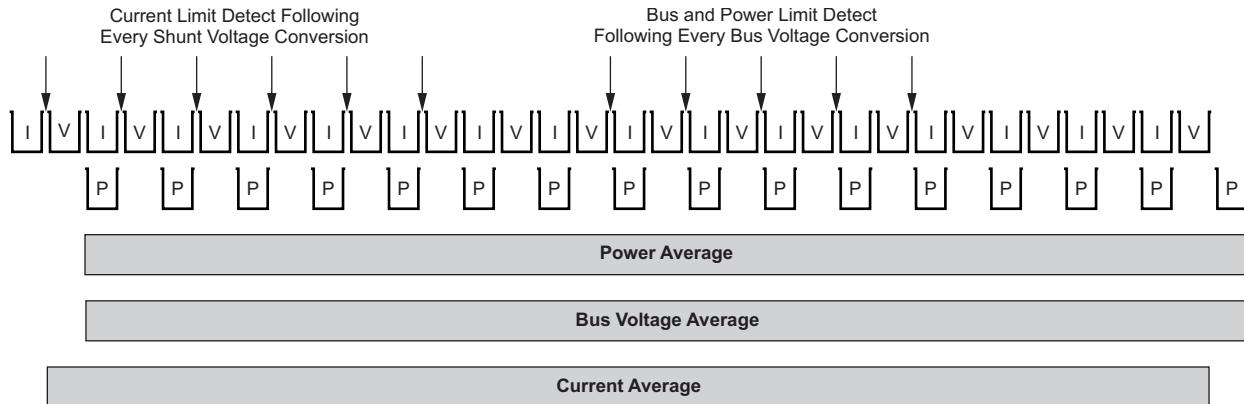 Current Limit Detect Following
Every Shunt Voltage Conversion
Bus and Power Limit Detect
Following Every Bus Voltage Conversion
I V I V I V I V I V I V I V I V I V I V I V I V I V I V I V I V
P P P P P P P P P P P P P P P P
Power Average
Bus Voltage Average
Current Average